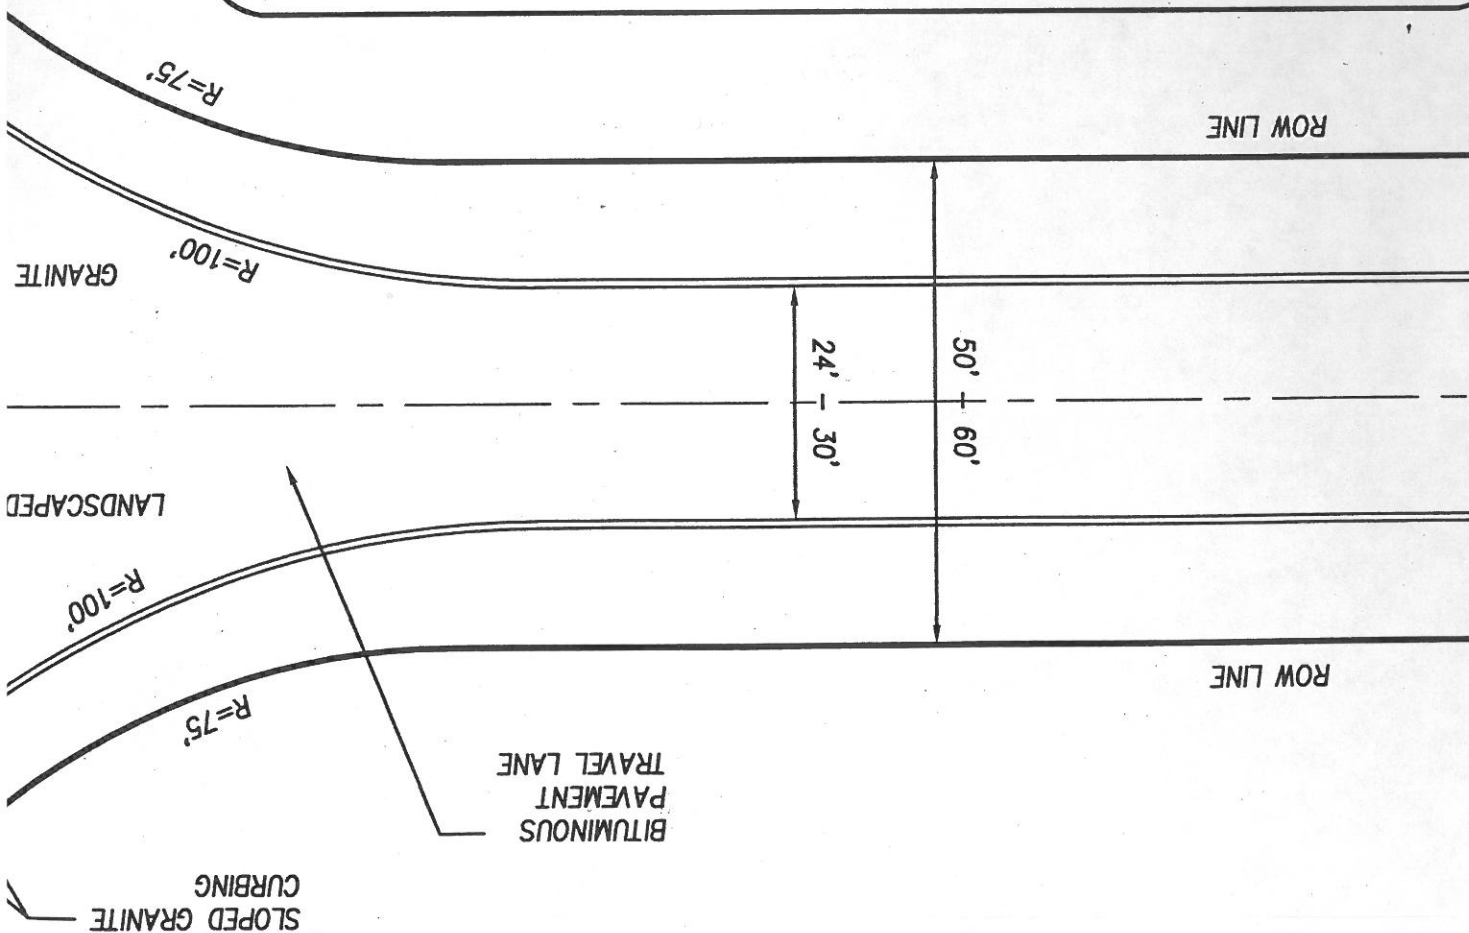 SLOPED GRANITE
CURBING
BITUMINOUS
PAVEMENT
TRAVEL LANE
R=75'
ROW LINE
R=100'
LANDSCAPED
50' - 60'
24' - 30'
GRANITE
R=100'
ROW LINE
R=75'